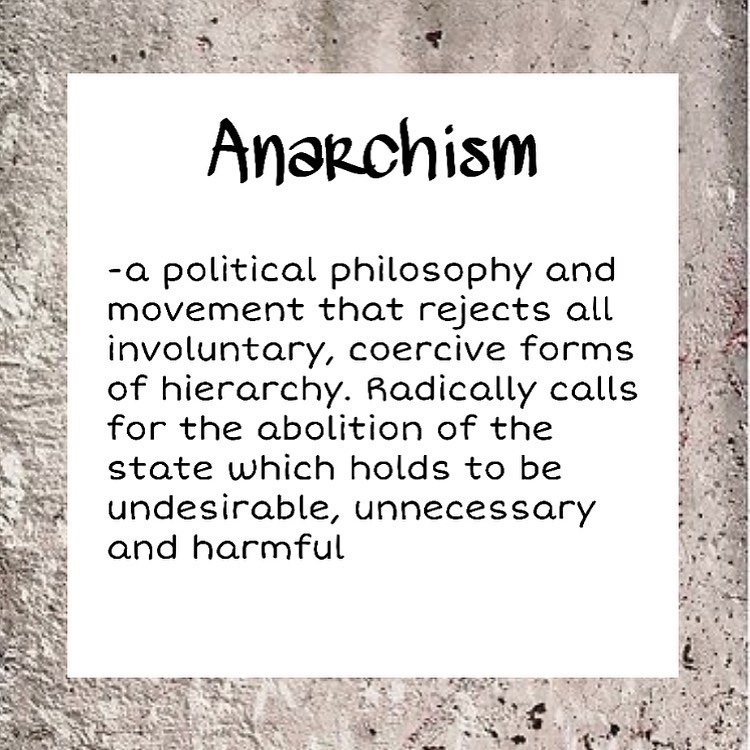 Anarchism
-a political philosophy and
movement that rejects all
involuntary, coercive forms
of hierarchy. Radically calls
for the abolition of the
state which holds to be
undesirable, unnecessary
and harmful